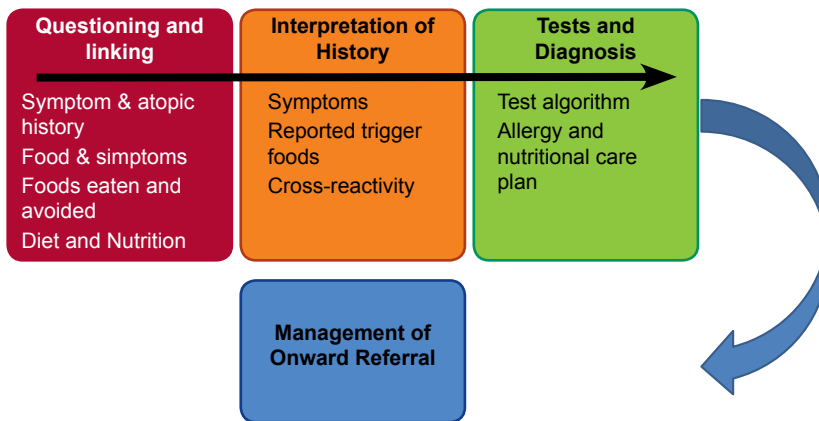 Questioning and
linking
Symptom & atopic
history
Food & simptoms
Foods eaten and
avoided
Diet and Nutrition
Interpretation of
History
Symptoms
Reported trigger
foods
Cross-reactivity
Tests and
Diagnosis
Test algorithm
Allergy and
nutritional care
plan
Management of
Onward Referral